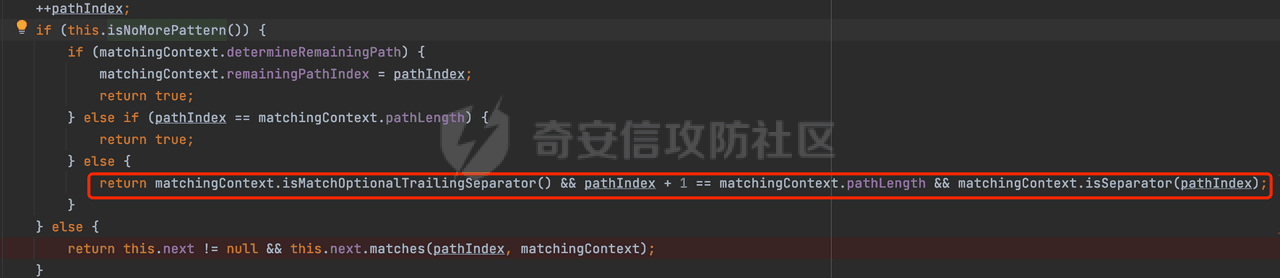 ++pathIndex;
if (this.isNoMorePattern()) {
if (matchingContext.determineRemainingPath) {
matchingContext.remainingPathIndex = pathIndex;
return true;
} else if (pathIndex == matchingContext.pathLength) {
return true;
} else {
return matchingContext.isMatchOptionalTrailingSeparator() && pathIndex + 1 == matchingContext.pathLength && matchingContext.isSeparator(pathIndex);
}
} else {
return this.next != null && this.next.matches(pathIndex, matchingContext);
}
奇安信攻防社区